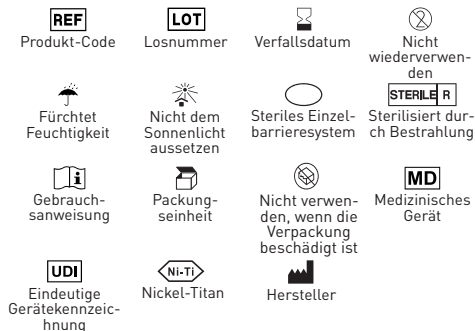 REF
LOT
Produkt-Code
Losnummer
Verfallsdatum
Nicht
wiederverwen-
den
STERILE R
Fürchtet
Feuchtigkeit
Nicht dem
Sonnenlicht
aussetzen
Steriles Einzel-
barrieresystem
Sterilisiert dur-
ch Bestrahlung
i
MD
Gebrauch-
sanweisung
Packung-
seinheit
Nicht verwen-
den, wenn die
Verpackung
beschädigt ist
Medizinisches
Gerät
UDI
Ni-Ti
Eindeutige
Gerätekennzeic-
hnung
Nickel-Titan
Hersteller